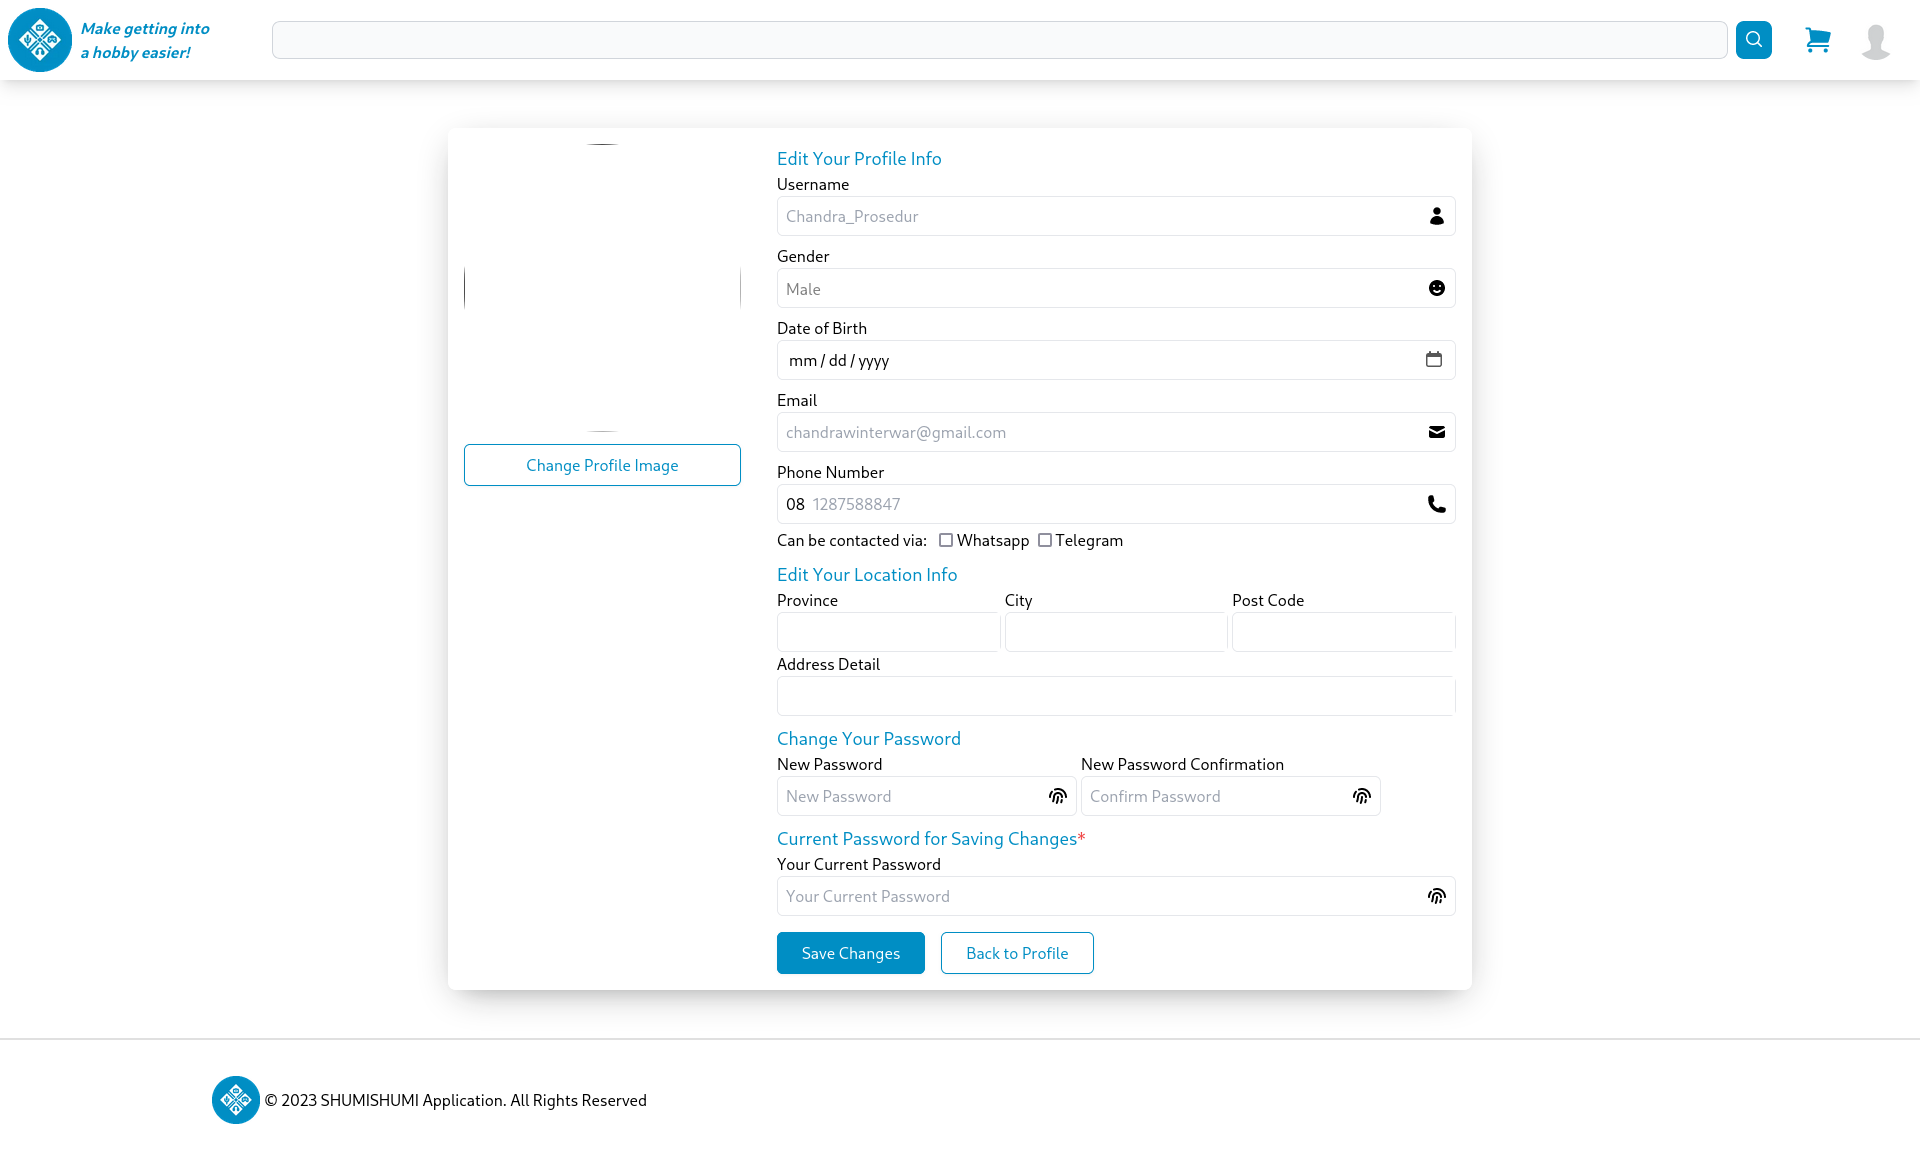 Make getting into
a hobby easier!
Edit Your Profile Info
Username
Chandra_Prosedur
Gender
Male
Date of Birth
mm / dd / yyyy
Email
chandrawinterwar@gmail.com
Phone Number
08 1287588847
Can be contacted via: Whatsapp Telegram
Change Profile Image
Edit Your Location Info
Province City Post Code
Address Detail
Change Your Password
New Password New Password Confirmation
New Password Confirm Password
Current Password for Saving Changes*
Your Current Password
Your Current Password
Save Changes Back to Profile
© 2023 SHUMISHUMI Application. All Rights Reserved